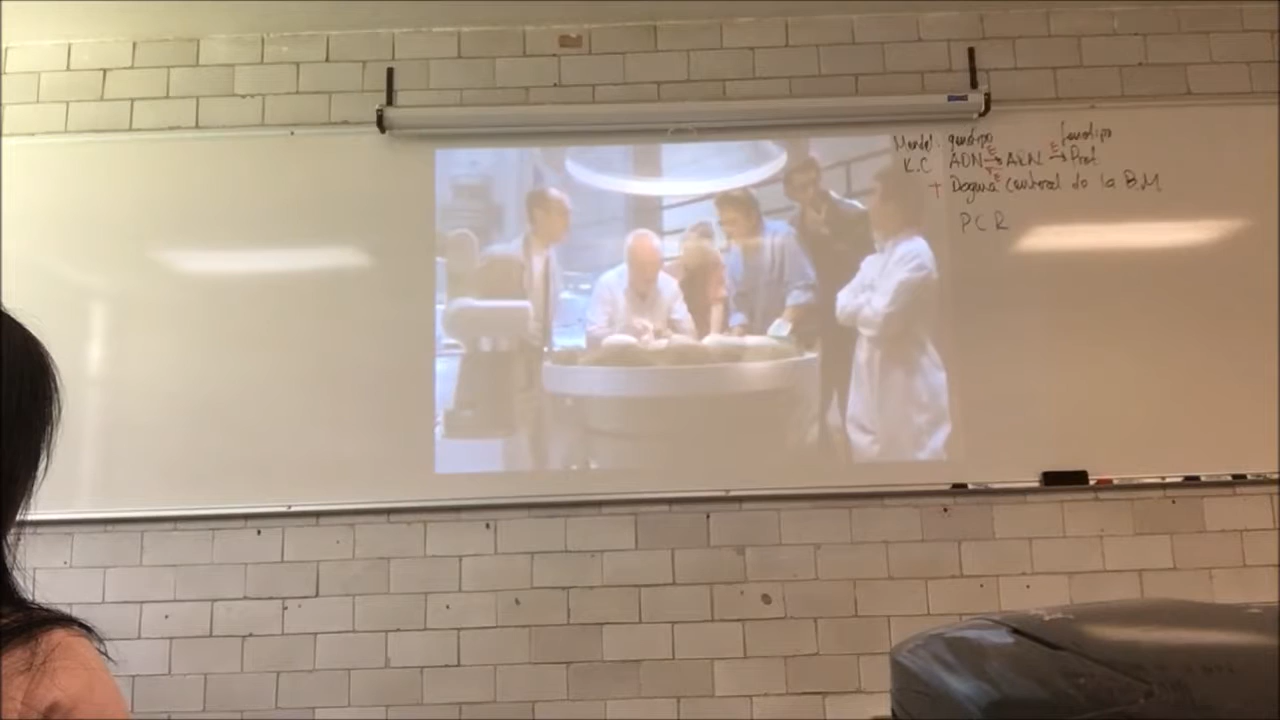 Mendel: genotipo fenotipo
K.C ADN E→ ARN E→ Prot
+ Dogma central de la B.M
PCR